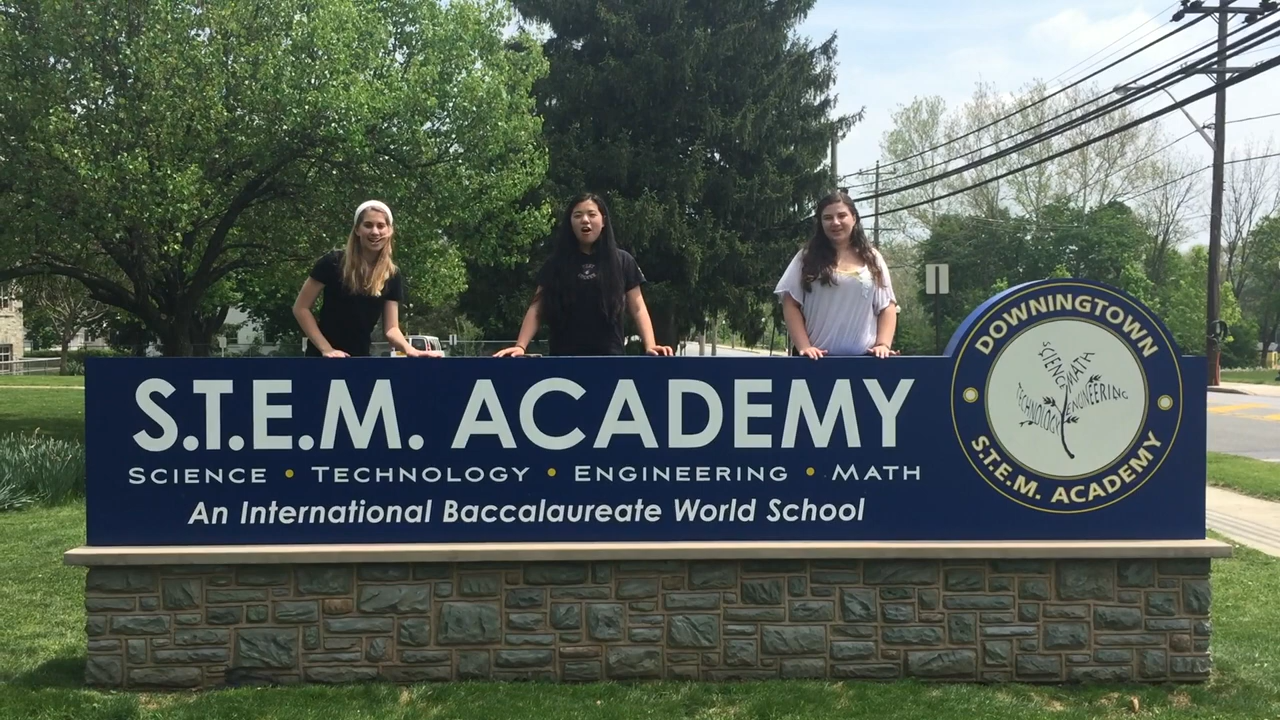 S.T.E.M. ACADEMY
SCIENCE • TECHNOLOGY • ENGINEERING • MATH
An International Baccalaureate World School
DOWNINGTOWN
SCIENCE
MATH
TECHNOLOGY
ENGINEERING
S.T.E.M. ACADEMY